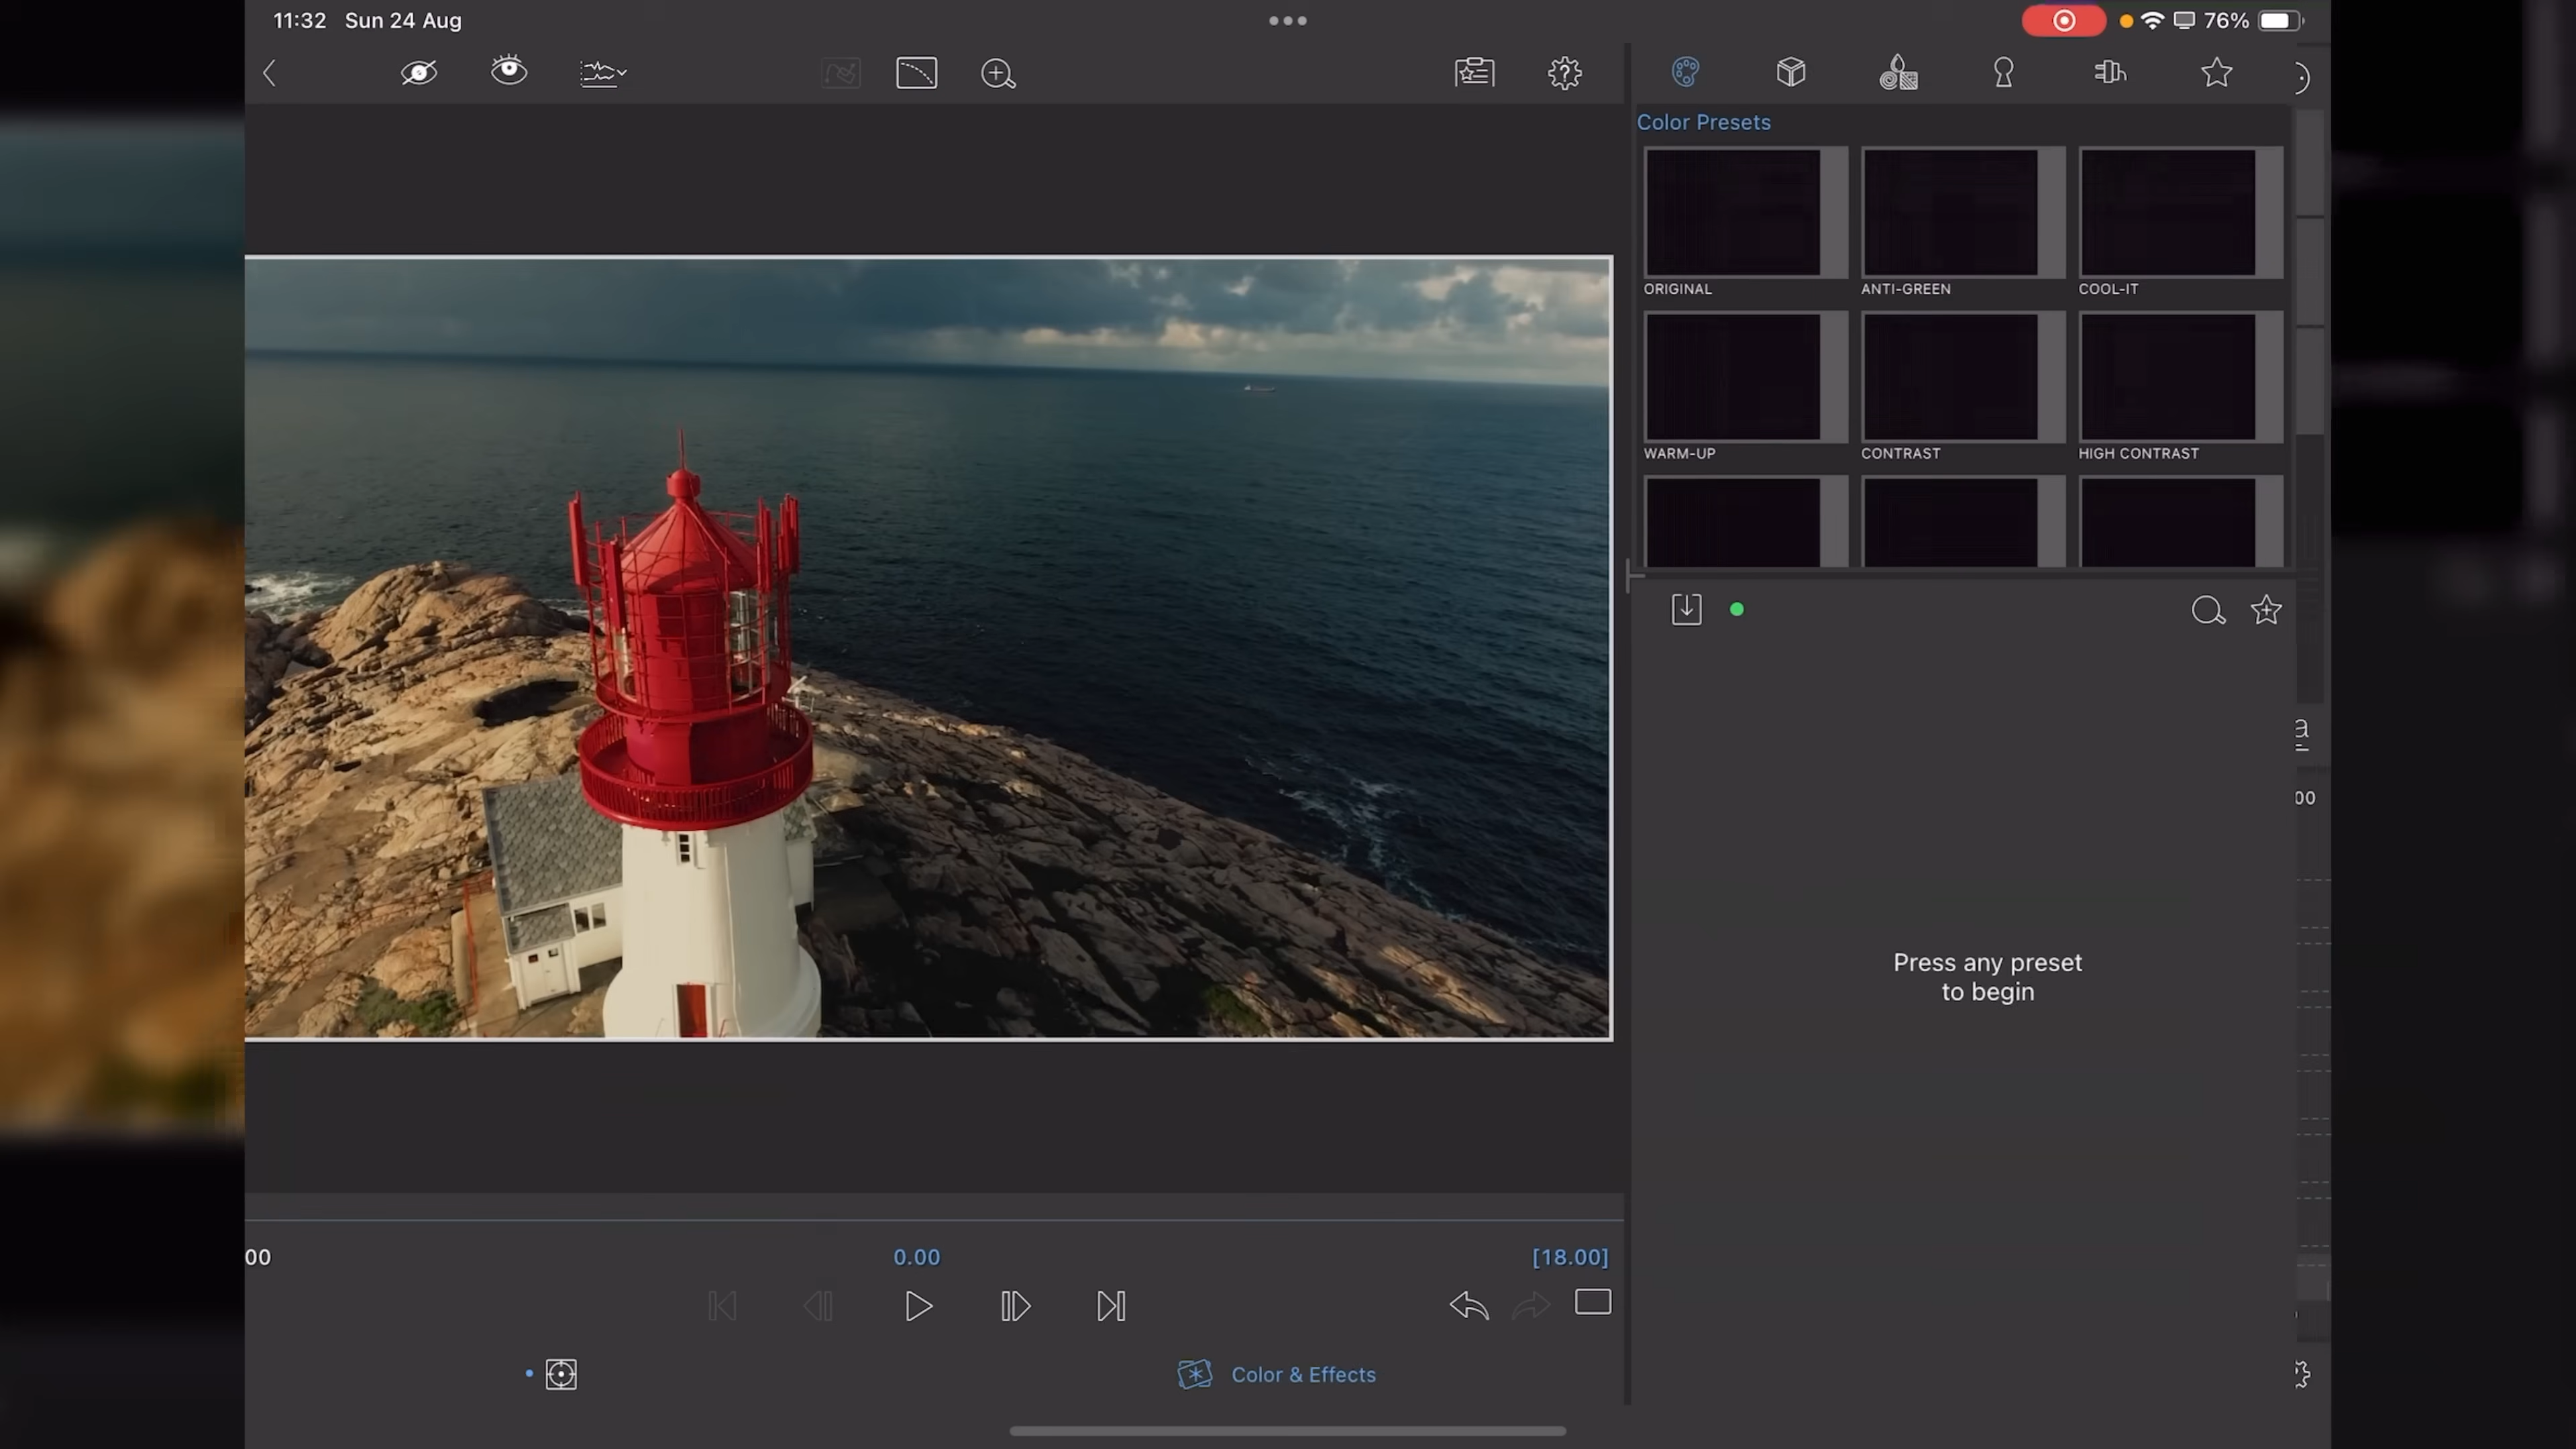 11:32 Sun 24 Aug
76%
Color Presets
ORIGINAL
ANTI-GREEN
COOL-IT
WARM-UP
CONTRAST
HIGH CONTRAST
a
00
Press any preset
to begin
00
0.00
[18.00]
Color & Effects